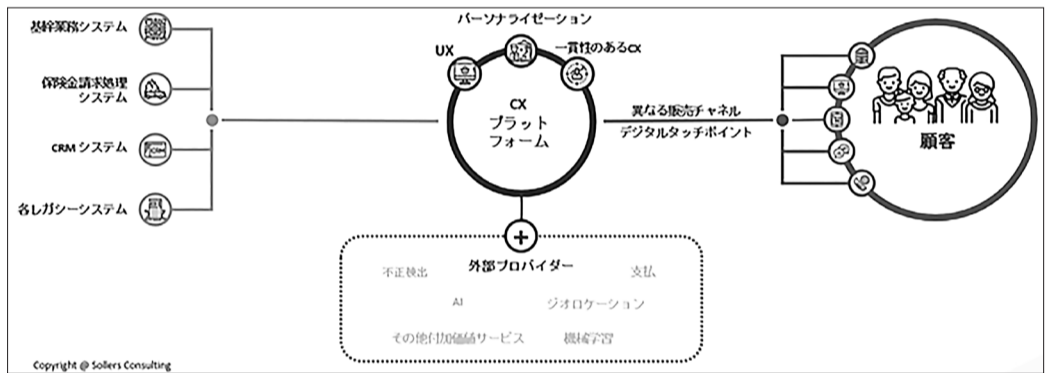 基幹業務システム
保険金請求処理
システム
CRM システム
各レガシーシステム
パーソナライゼーション
UX
一貫性のあるCX
CX
プラット
フォーム
異なる販売チャネル
デジタルタッチポイント
顧客
外部プロバイダー
不正検出
支払
AI
ジオロケーション
その他付加価値サービス
機械学習
Copyright @ Sollers Consulting